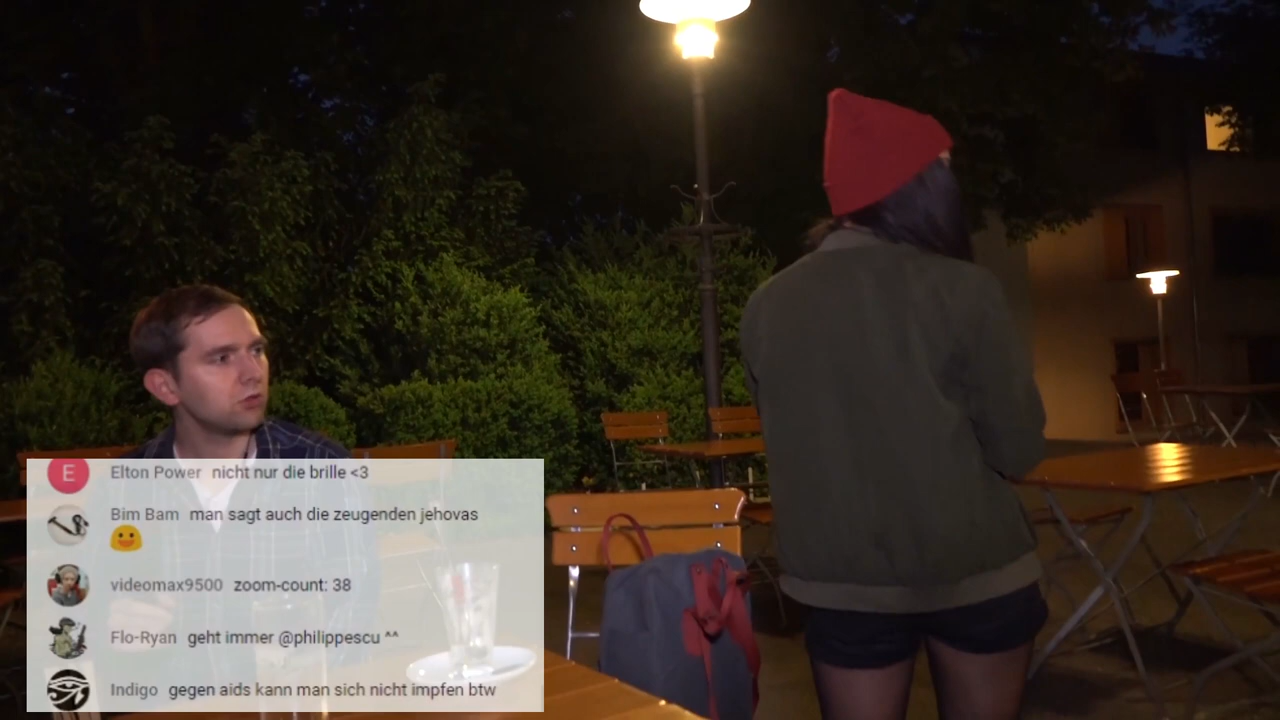 E Elton Power nicht nur die brille <3
Bim Bam man sagt auch die zeugenden jehovas
videomax9500 zoom-count: 38
Flo-Ryan geht immer @philippescu ^^
Indigo gegen aids kann man sich nicht impfen btw